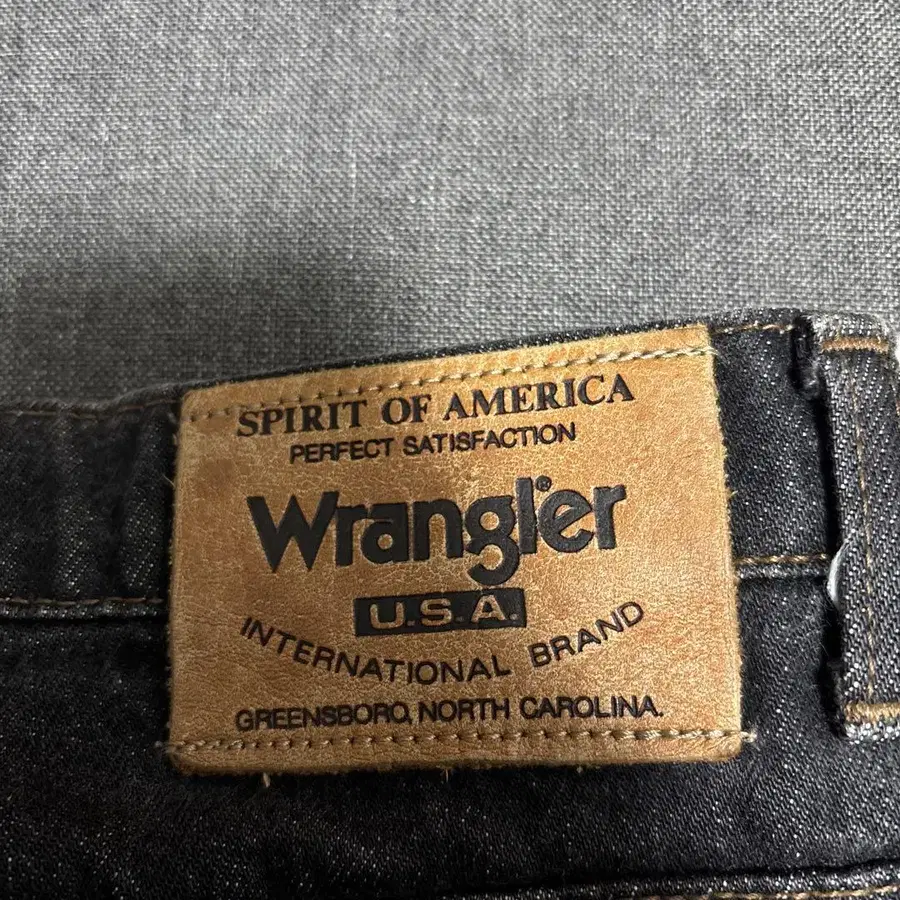 SPIRIT OF AMERICA
PERFECT SATISFACTION
Wrangler®
U.S.A.
INTERNATIONAL BRAND
GREENSBORO, NORTH CAROLINA.